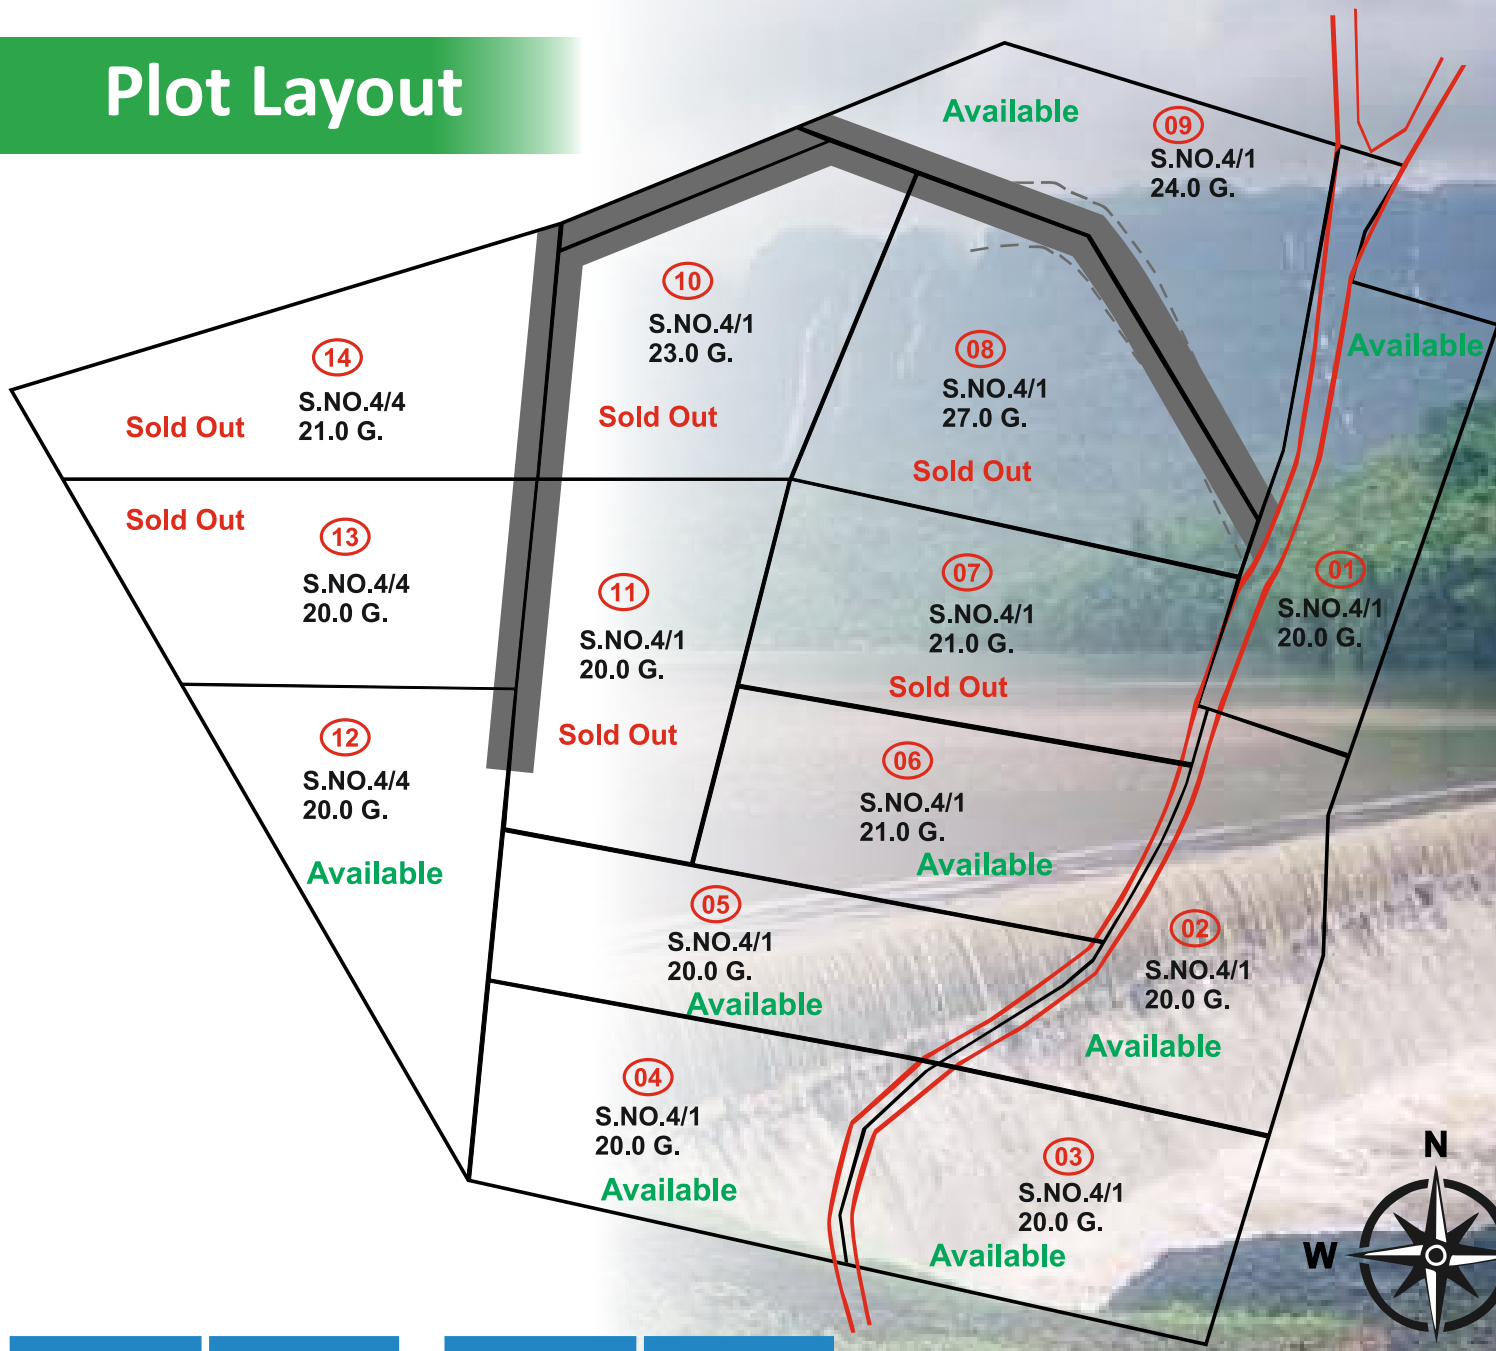 Plot Layout
Available
09
S.NO.4/1
24.0 G.
10
S.NO.4/1
23.0 G.
Sold Out
14
S.NO.4/4
21.0 G.
Sold Out
08
S.NO.4/1
27.0 G.
Sold Out
Available
01
S.NO.4/1
20.0 G.
Sold Out
13
S.NO.4/4
20.0 G.
11
S.NO.4/1
20.0 G.
Sold Out
07
S.NO.4/1
21.0 G.
Sold Out
12
S.NO.4/4
20.0 G.
Available
06
S.NO.4/1
21.0 G.
Available
05
S.NO.4/1
20.0 G.
Available
02
S.NO.4/1
20.0 G.
Available
04
S.NO.4/1
20.0 G.
Available
03
S.NO.4/1
20.0 G.
Available
N
W